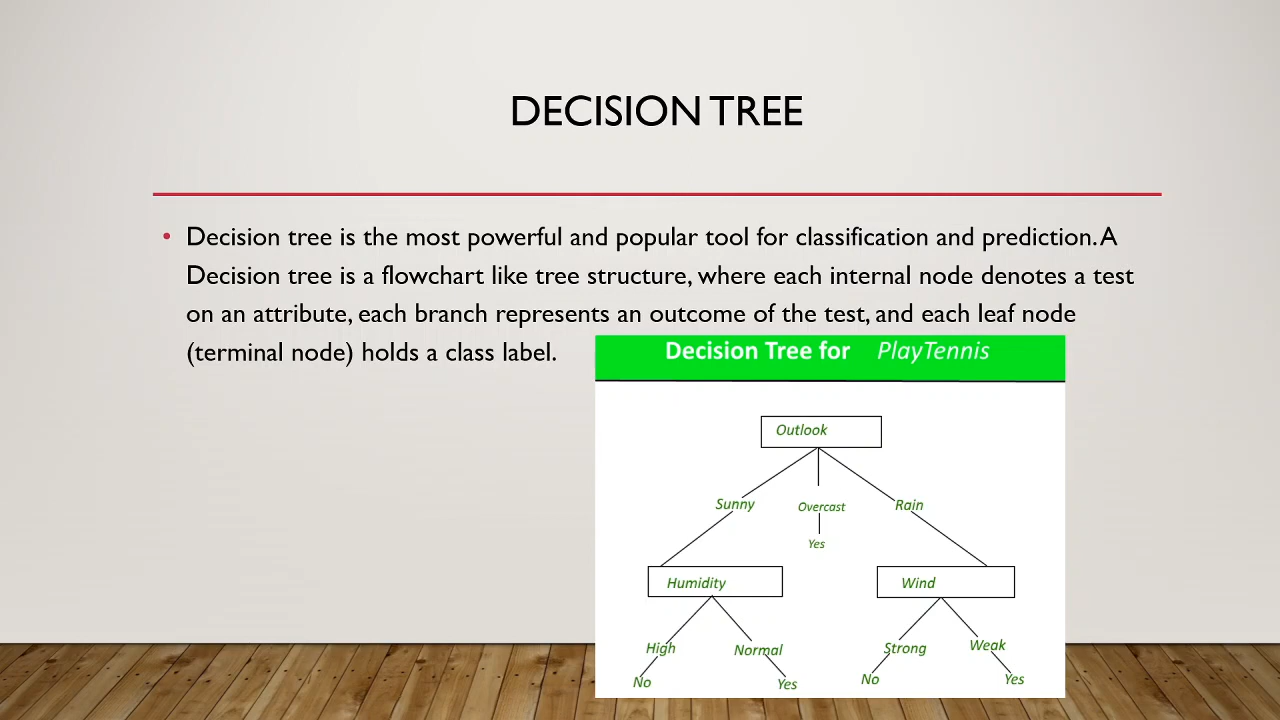 DECISION TREE
• Decision tree is the most powerful and popular tool for classification and prediction. A
Decision tree is a flowchart like tree structure, where each internal node denotes a test
on an attribute, each branch represents an outcome of the test, and each leaf node
(terminal node) holds a class label.
Decision Tree for PlayTennis
Outlook
Sunny Overcast Rain
Yes
Humidity Wind
High Normal Strong Weak
No Yes No Yes